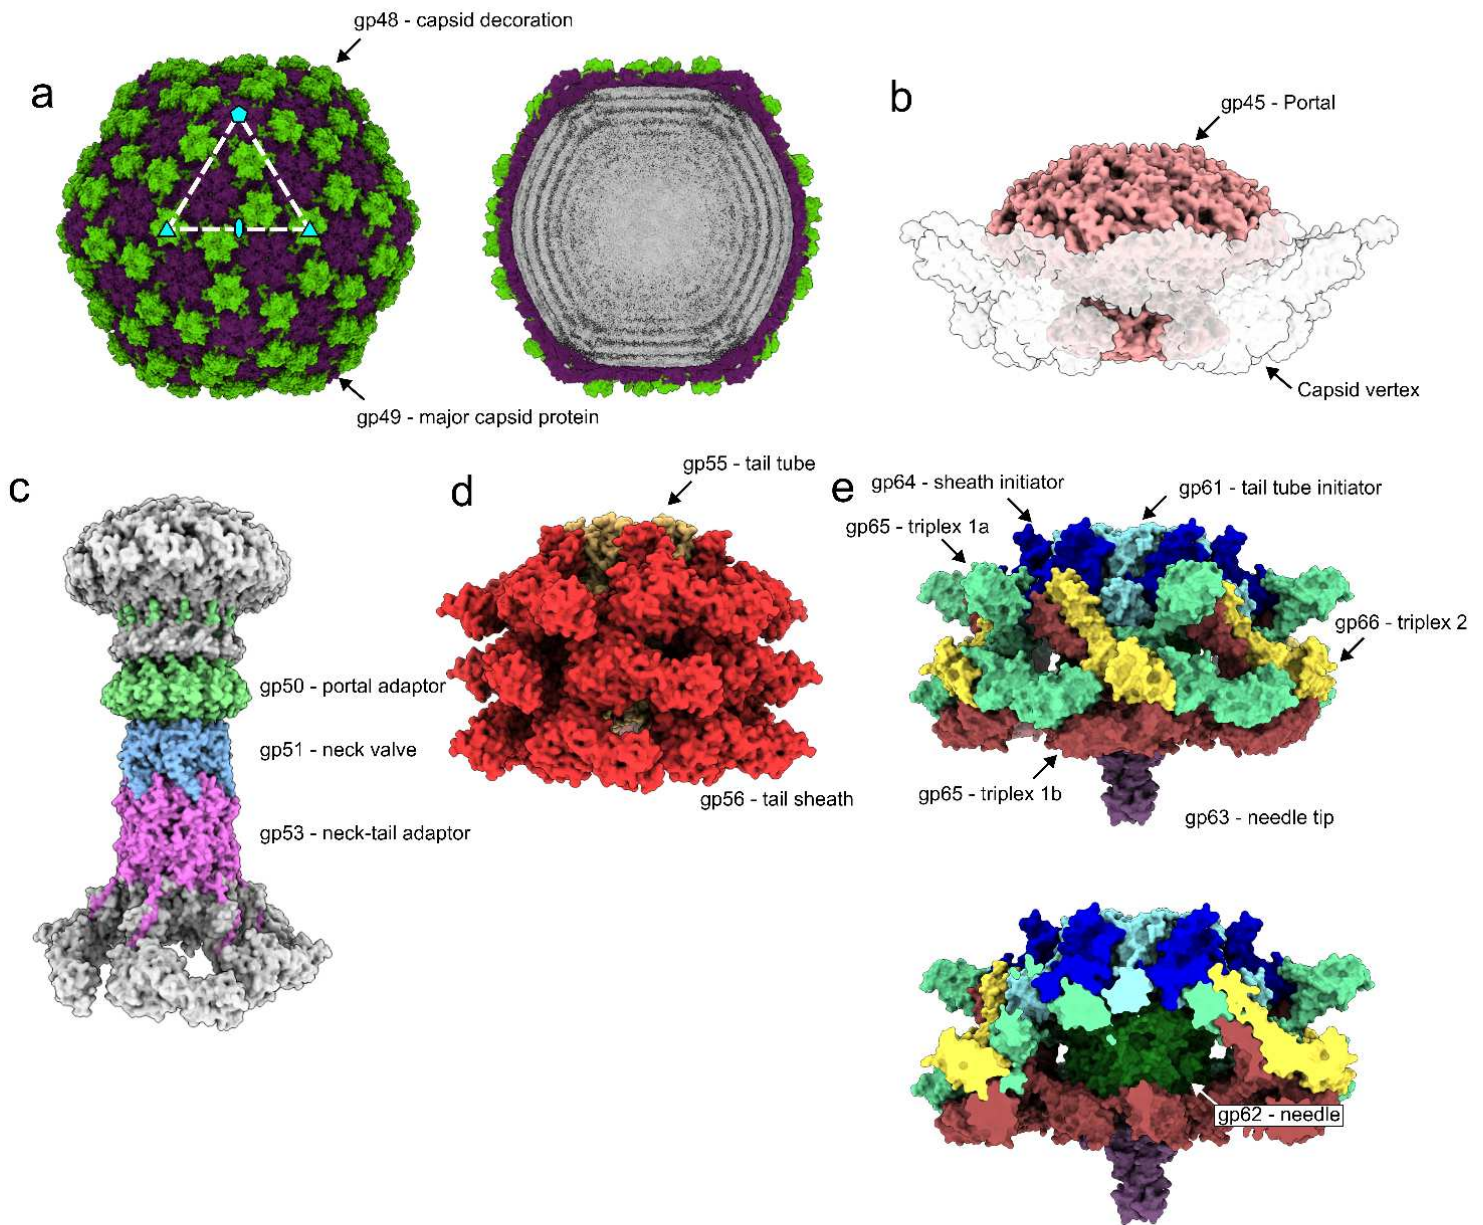 gp48 - capsid decoration
a
gp49 - major capsid protein
b
gp45 - Portal
Capsid vertex
c
gp50 - portal adaptor
gp51 - neck valve
gp53 - neck-tail adaptor
d
gp55 - tail tube
gp56 - tail sheath
e
gp64 - sheath initiator
gp61 - tail tube initiator
gp65 - triplex 1a
gp66 - triplex 2
gp65 - triplex 1b
gp63 - needle tip
gp62 - needle